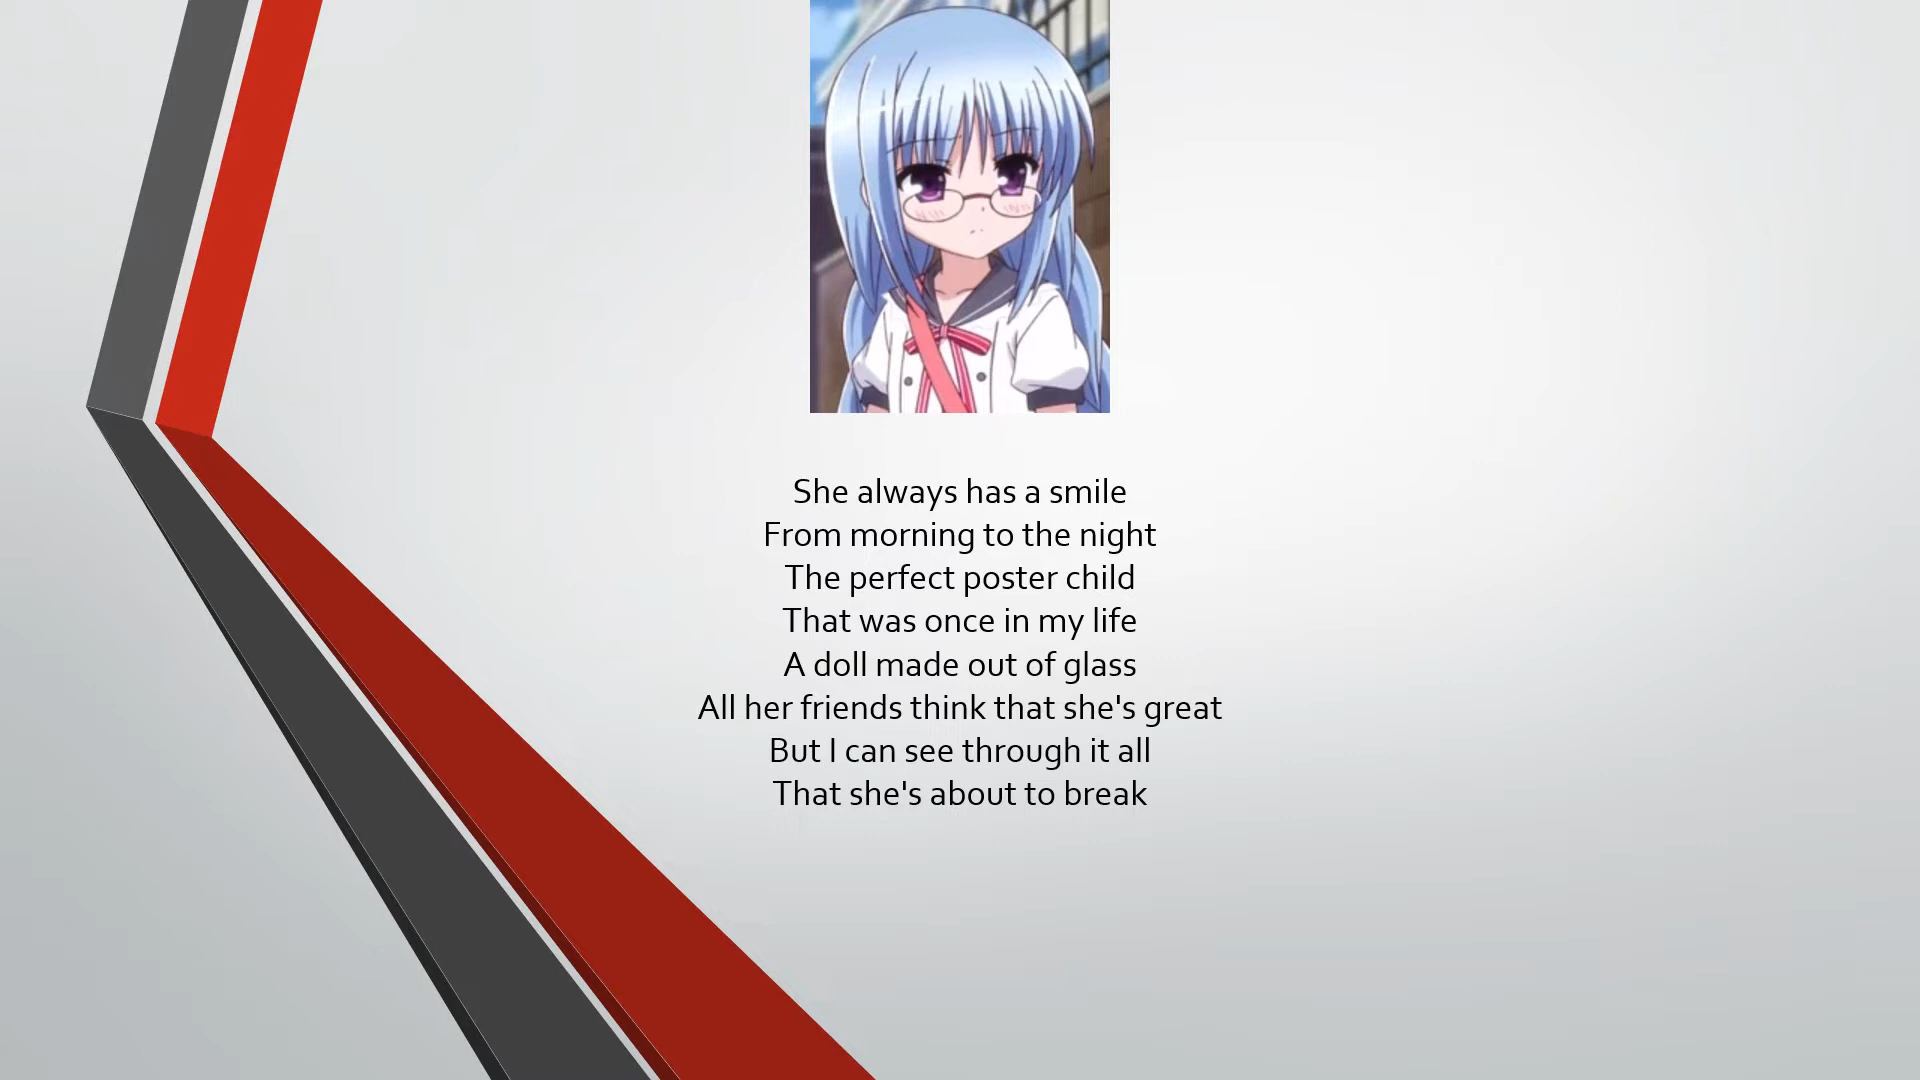 She always has a smile
From morning to the night
The perfect poster child
That was once in my life
A doll made out of glass
All her friends think that she's great
But I can see through it all
That she's about to break